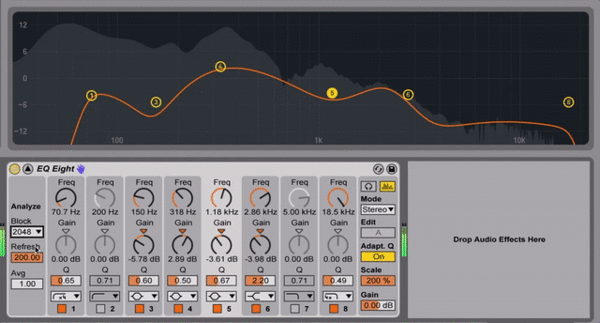 12
6
0
-6
-12
1
3
4
5
6
8
100
1k
10k
EQ Eight
Analyze
Block
2048
Refresh
200.00
Avg
1.00
Freq Freq Freq Freq Freq Freq Freq Freq
70.7 Hz 200 Hz 150 Hz 318 Hz 1.18 kHz 2.86 kHz 5.00 kHz 18.5 kHz
Gain Gain Gain Gain Gain Gain Gain Gain
0.00 dB 0.00 dB -5.78 dB 2.89 dB -3.61 dB -3.98 dB 0.00 dB 0.00 dB
Q Q Q Q Q Q Q Q
0.65 0.71 0.60 0.50 0.67 2.20 0.71 0.49
1 2 3 4 5 6 7 8
Mode
Stereo
Edit
A
Adapt. Q
On
Scale
200 %
Gain
0.00 dB
Drop Audio Effects Here